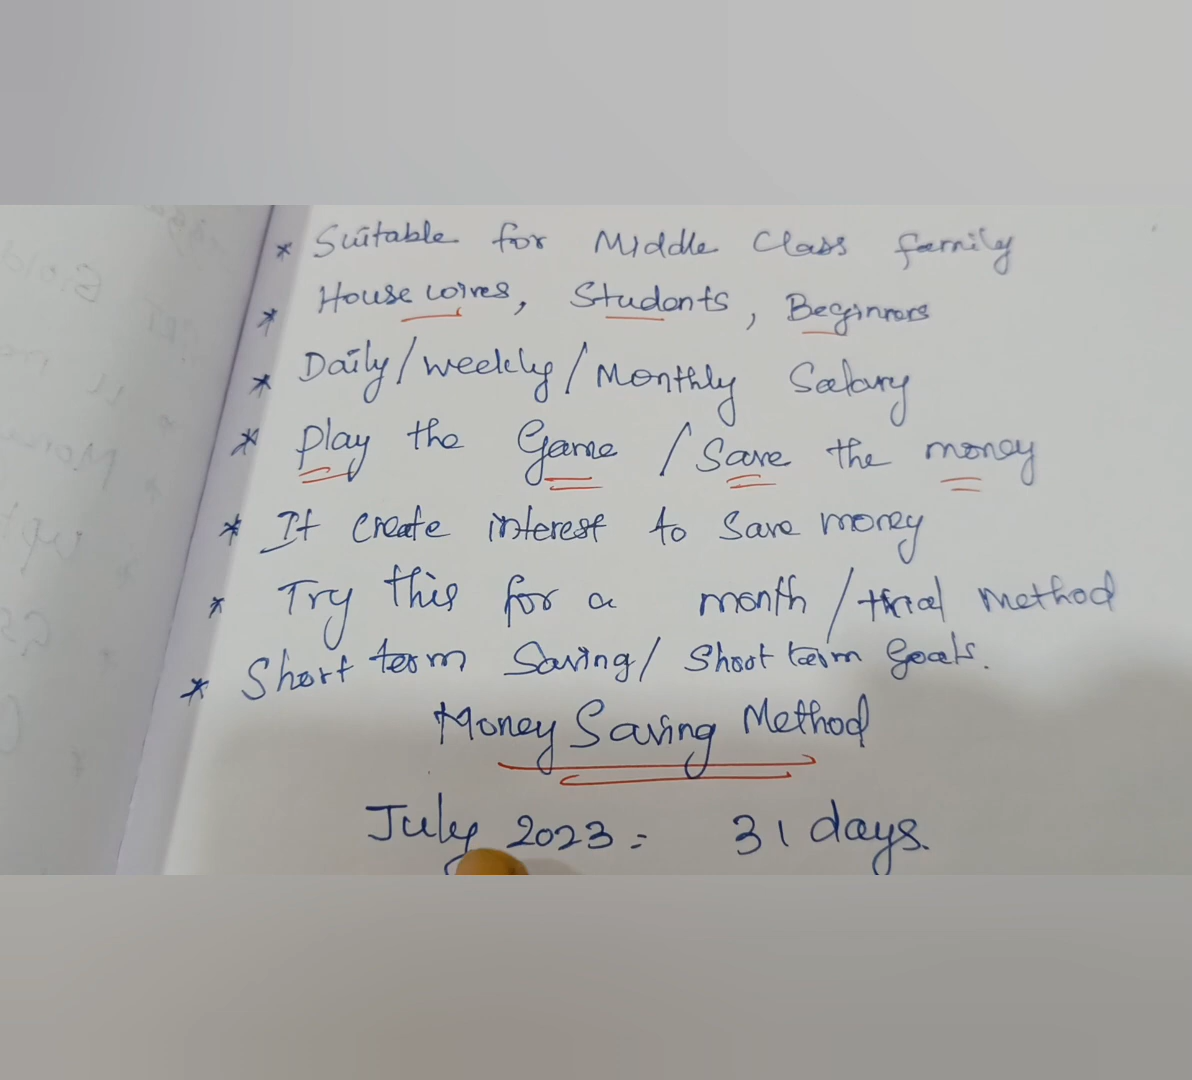 * Suitable for Middle Class family
* House wives, Students, Beginners
* Daily/weekly/Monthly Salary
* Play the Game / Save the money
* It create interest to save money
* Try this for a month/trial Method
* Short term Saving/ Short term Goals.
Money Saving Method
July 2023 = 31 days.